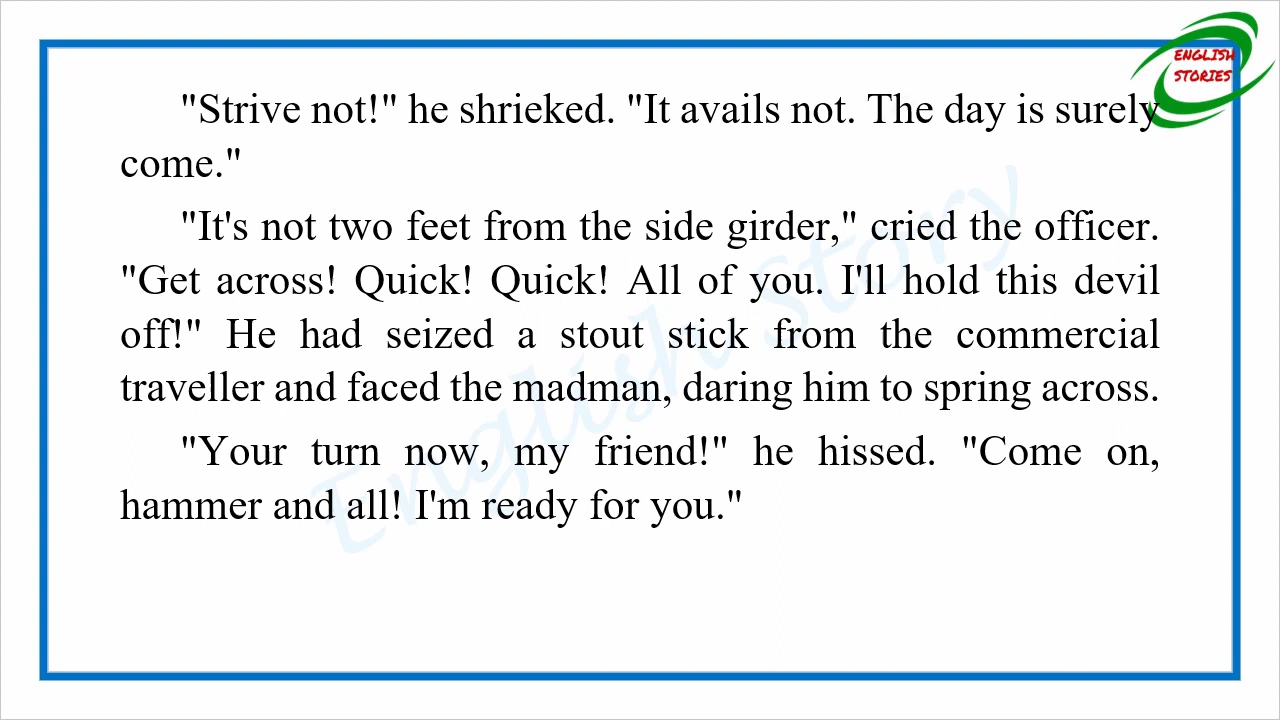 ENGLISH
STORIES
"Strive not!" he shrieked. "It avails not. The day is surely
come."
"It's not two feet from the side girder," cried the officer.
"Get across! Quick! Quick! All of you. I'll hold this devil
off!" He had seized a stout stick from the commercial
traveller and faced the madman, daring him to spring across.
"Your turn now, my friend!" he hissed. "Come on,
hammer and all! I'm ready for you."
English Story